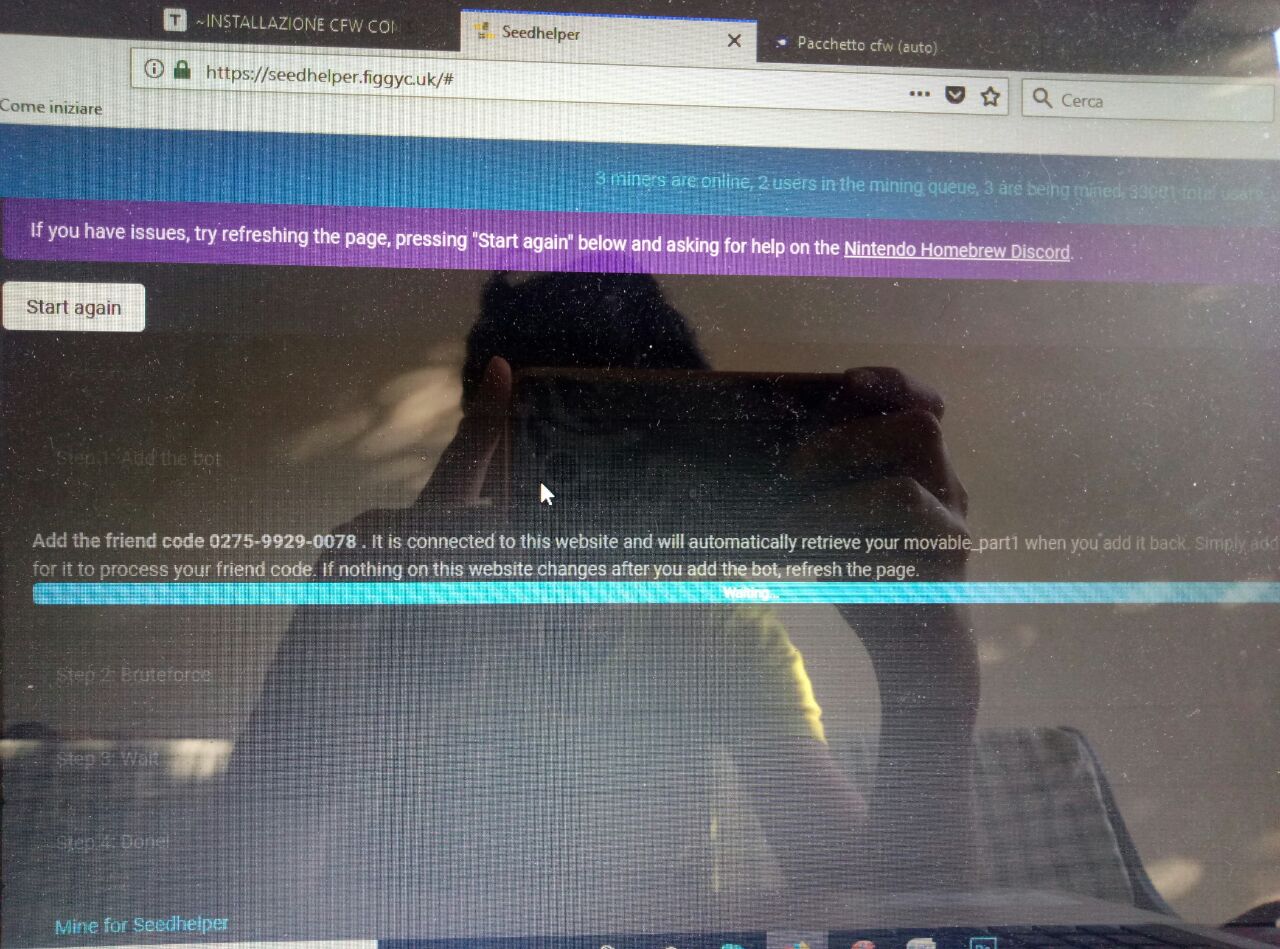 T ~INSTALLAZIONE CFW CO
Seedhelper
Pacchetto cfw (auto)
https://seedhelper.figgyc.uk/#
Cerca
Come iniziare
3 miners are online, 2 users in the mining queue, 3 are being mined, total users
If you have issues, try refreshing the page, pressing "Start again" below and asking for help on the Nintendo Homebrew Discord.
Start again
Step 1: Add the bot
Add the friend code 0275-9929-0078 . It is connected to this website and will automatically retrieve your movable_part1 when you add it back. Simply add
for it to process your friend code. If nothing on this website changes after you add the bot, refresh the page.
Waiting...
Step 2: Bruteforce
Step 3: Wait
Step 4: Done!
Mine for Seedhelper